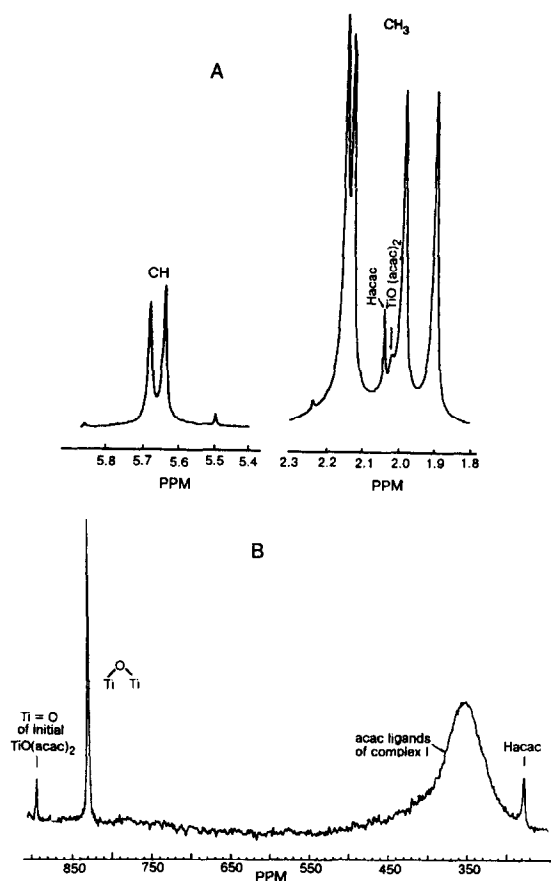 A
CH
CH3
Hacac
TiO (acac)2
5.8 5.7 5.6 5.5 5.4
PPM
2.3 2.2 2.1 2.0 1.9 1.8
PPM
B
O
Ti Ti
Ti = O
of initial
TiO(acac)2
acac ligands
of complex I
Hacac
850 750 650 550 450 350
PPM